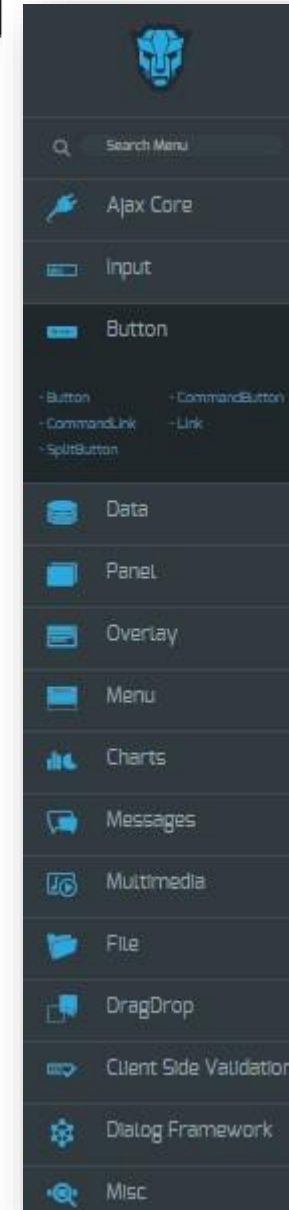 Search Menu
Ajax Core
Input
Button
- Button - CommandButton
- CommandLink - Link
- SplitButton
Data
Panel
Overlay
Menu
Charts
Messages
Multimedia
File
DragDrop
Client Side Validation
Dialog Framework
Misc